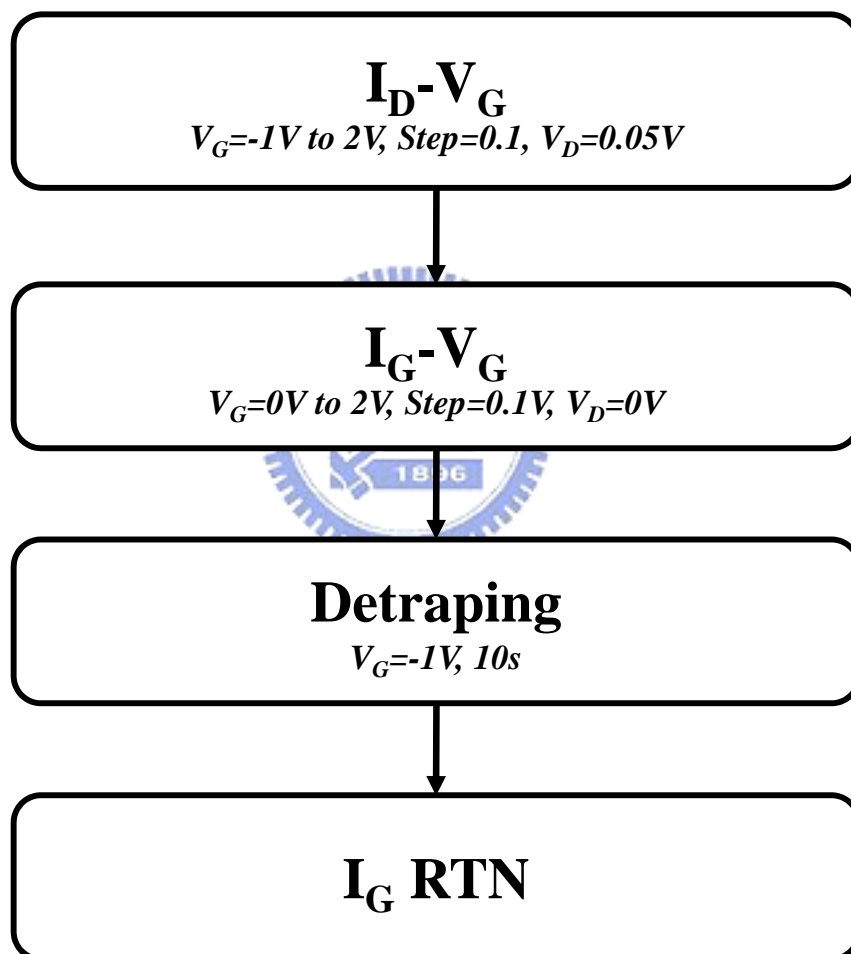 I_D-V_G
V_G=-1V to 2V, Step=0.1, V_D=0.05V
I_G-V_G
V_G=0V to 2V, Step=0.1V, V_D=0V
1896
Detraping
V_G=-1V, 10s
I_G RTN